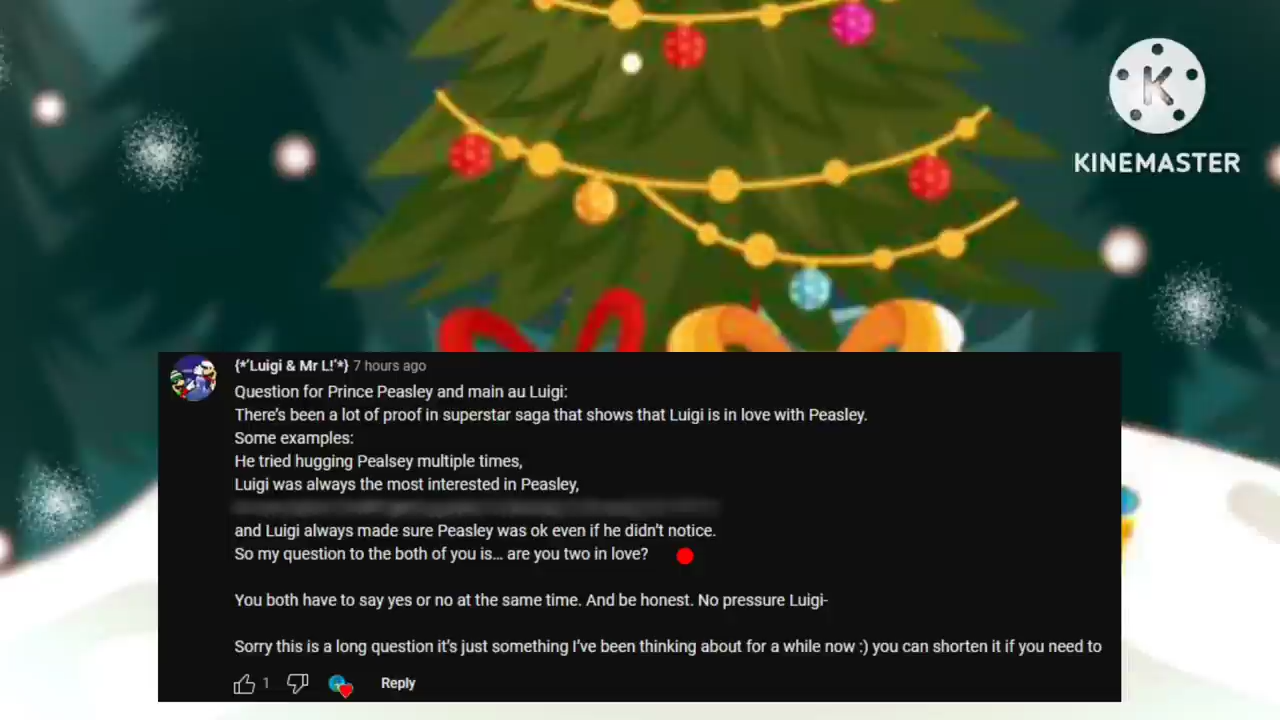 K
KINEMASTER
{*´Luigi & Mr L!´*} 7 hours ago
Question for Prince Peasley and main au Luigi:
There's been a lot of proof in superstar saga that shows that Luigi is in love with Peasley.
Some examples:
He tried hugging Pealsey multiple times,
Luigi was always the most interested in Peasley,
and Luigi always made sure Peasley was ok even if he didn't notice.
So my question to the both of you is... are you two in love?
You both have to say yes or no at the same time. And be honest. No pressure Luigi-
Sorry this is a long question it's just something I've been thinking about for a while now :) you can shorten it if you need to
1 Reply